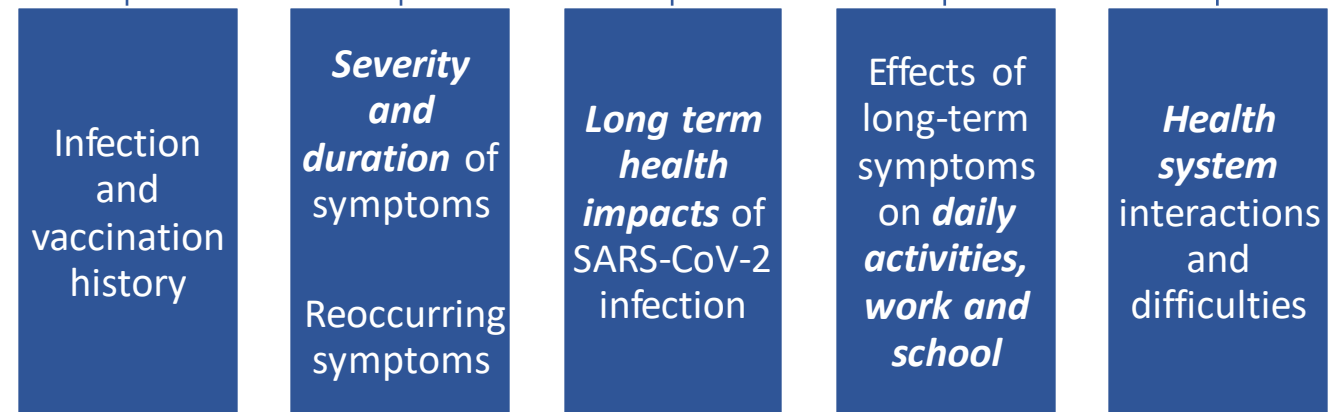 Infection
and
vaccination
history
Severity
and
duration of
symptoms
Reoccurring
symptoms
Long term
health
impacts of
SARS-CoV-2
infection
Effects of
long-term
symptoms
on daily
activities,
work and
school
Health
system
interactions
and
difficulties